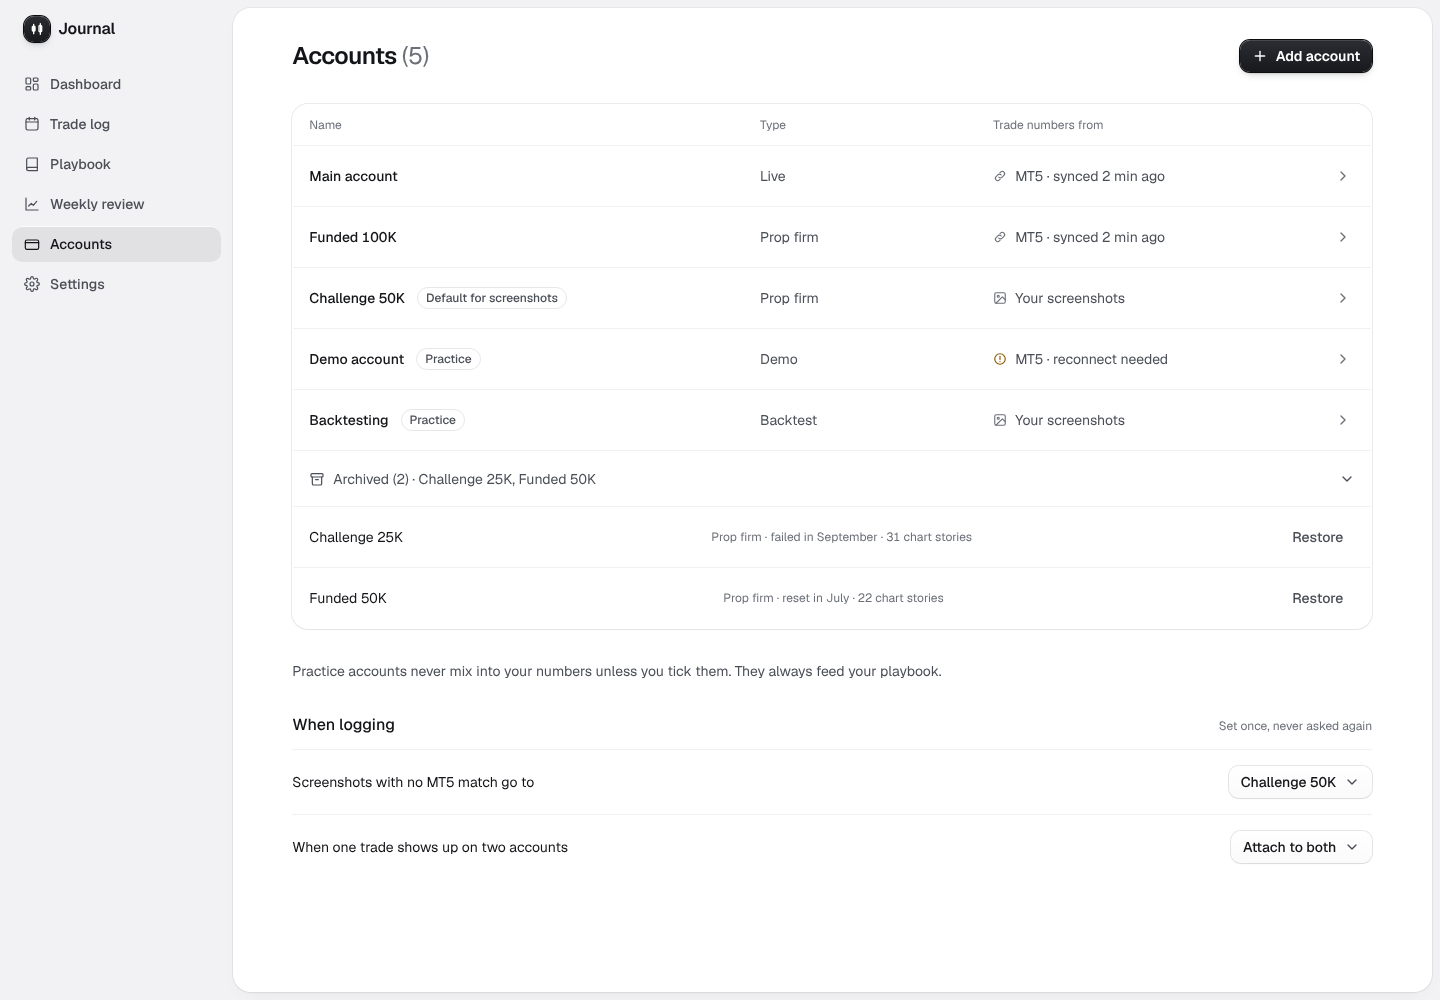 Journal
Dashboard
Trade log
Playbook
Weekly review
Accounts
Settings
Accounts (5)
Add account
Name Type Trade numbers from
Main account Live MT5 · synced 2 min ago
Funded 100K Prop firm MT5 · synced 2 min ago
Challenge 50K Default for screenshots Prop firm Your screenshots
Demo account Practice Demo MT5 · reconnect needed
Backtesting Practice Backtest Your screenshots
Archived (2) · Challenge 25K, Funded 50K
Challenge 25K Prop firm · failed in September · 31 chart stories Restore
Funded 50K Prop firm · reset in July · 22 chart stories Restore
Practice accounts never mix into your numbers unless you tick them. They always feed your playbook.
When logging Set once, never asked again
Screenshots with no MT5 match go to Challenge 50K
When one trade shows up on two accounts Attach to both